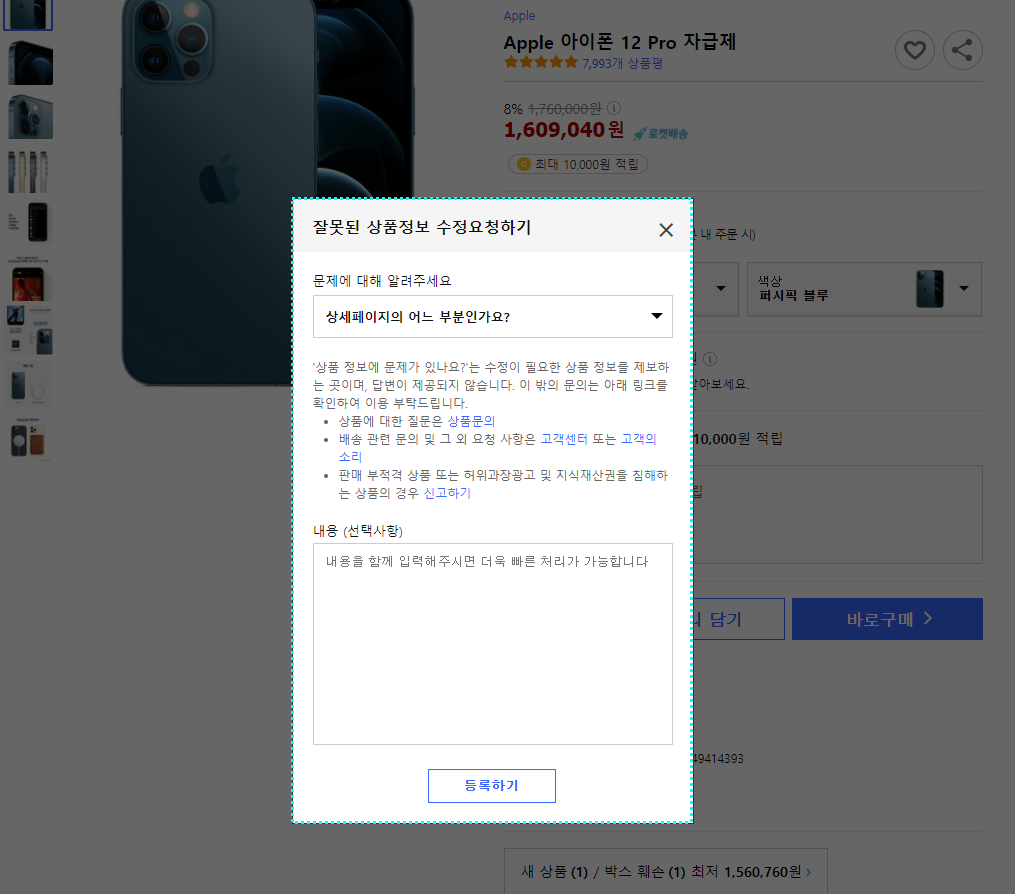 Apple
Apple 아이폰 12 Pro 자급제
7,993개 상품평
8% 1,760,000원
1,609,040원 로켓배송
최대 10,000원 적립
내 주문 시)
색상
퍼시픽 블루
알아보세요.
10,000원 적립
담기
바로구매
49414393
새 상품 (1) / 박스 훼손 (1) 최저 1,560,760원
잘못된 상품정보 수정요청하기
문제에 대해 알려주세요
상세페이지의 어느 부분인가요?
'상품 정보에 문제가 있나요?'는 수정이 필요한 상품 정보를 제보하
는 곳이며, 답변이 제공되지 않습니다. 이 밖의 문의는 아래 링크를
확인하여 이용 부탁드립니다.
상품에 대한 질문은 상품문의
배송 관련 문의 및 그 외 요청 사항은 고객센터 또는 고객의
소리
판매 부적격 상품 또는 허위과장광고 및 지식재산권을 침해하
는 상품의 경우 신고하기
내용 (선택사항)
내용을 함께 입력해주시면 더욱 빠른 처리가 가능합니다
등록하기